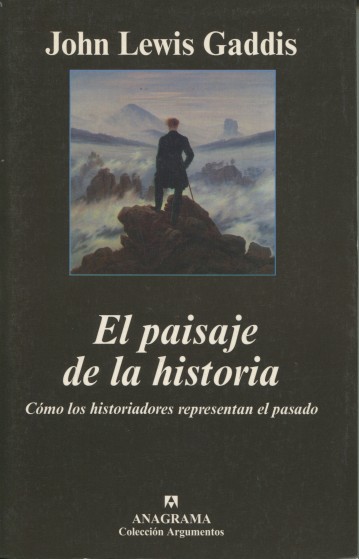 John Lewis Gaddis
El paisaje
de la historia
Cómo los historiadores representan el pasado
ANAGRAMA
Colección Argumentos